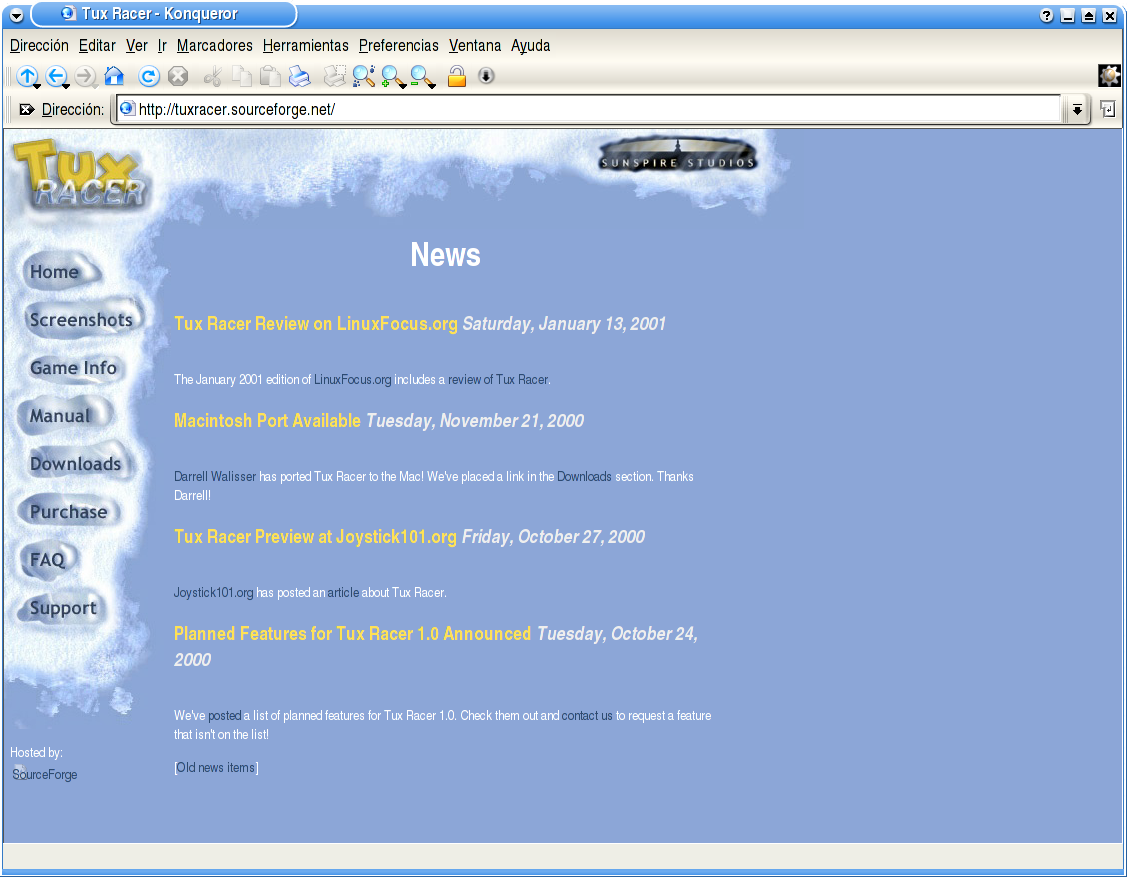 Tux Racer - Konqueror
Dirección Editar Ver Ir Marcadores Herramientas Preferencias Ventana Ayuda
Dirección: http://tuxracer.sourceforge.net/
TUX
RACER
SUNSPIRE STUDIOS
Home
Screenshots
Game Info
Manual
Downloads
Purchase
FAQ
Support
Hosted by:
SourceForge
News
Tux Racer Review on LinuxFocus.org Saturday, January 13, 2001
The January 2001 edition of LinuxFocus.org includes a review of Tux Racer.
Macintosh Port Available Tuesday, November 21, 2000
Darrell Walisser has ported Tux Racer to the Mac! We've placed a link in the Downloads section. Thanks
Darrell!
Tux Racer Preview at Joystick101.org Friday, October 27, 2000
Joystick101.org has posted an article about Tux Racer.
Planned Features for Tux Racer 1.0 Announced Tuesday, October 24,
2000
We've posted a list of planned features for Tux Racer 1.0. Check them out and contact us to request a feature
that isn't on the list!
[Old news items]